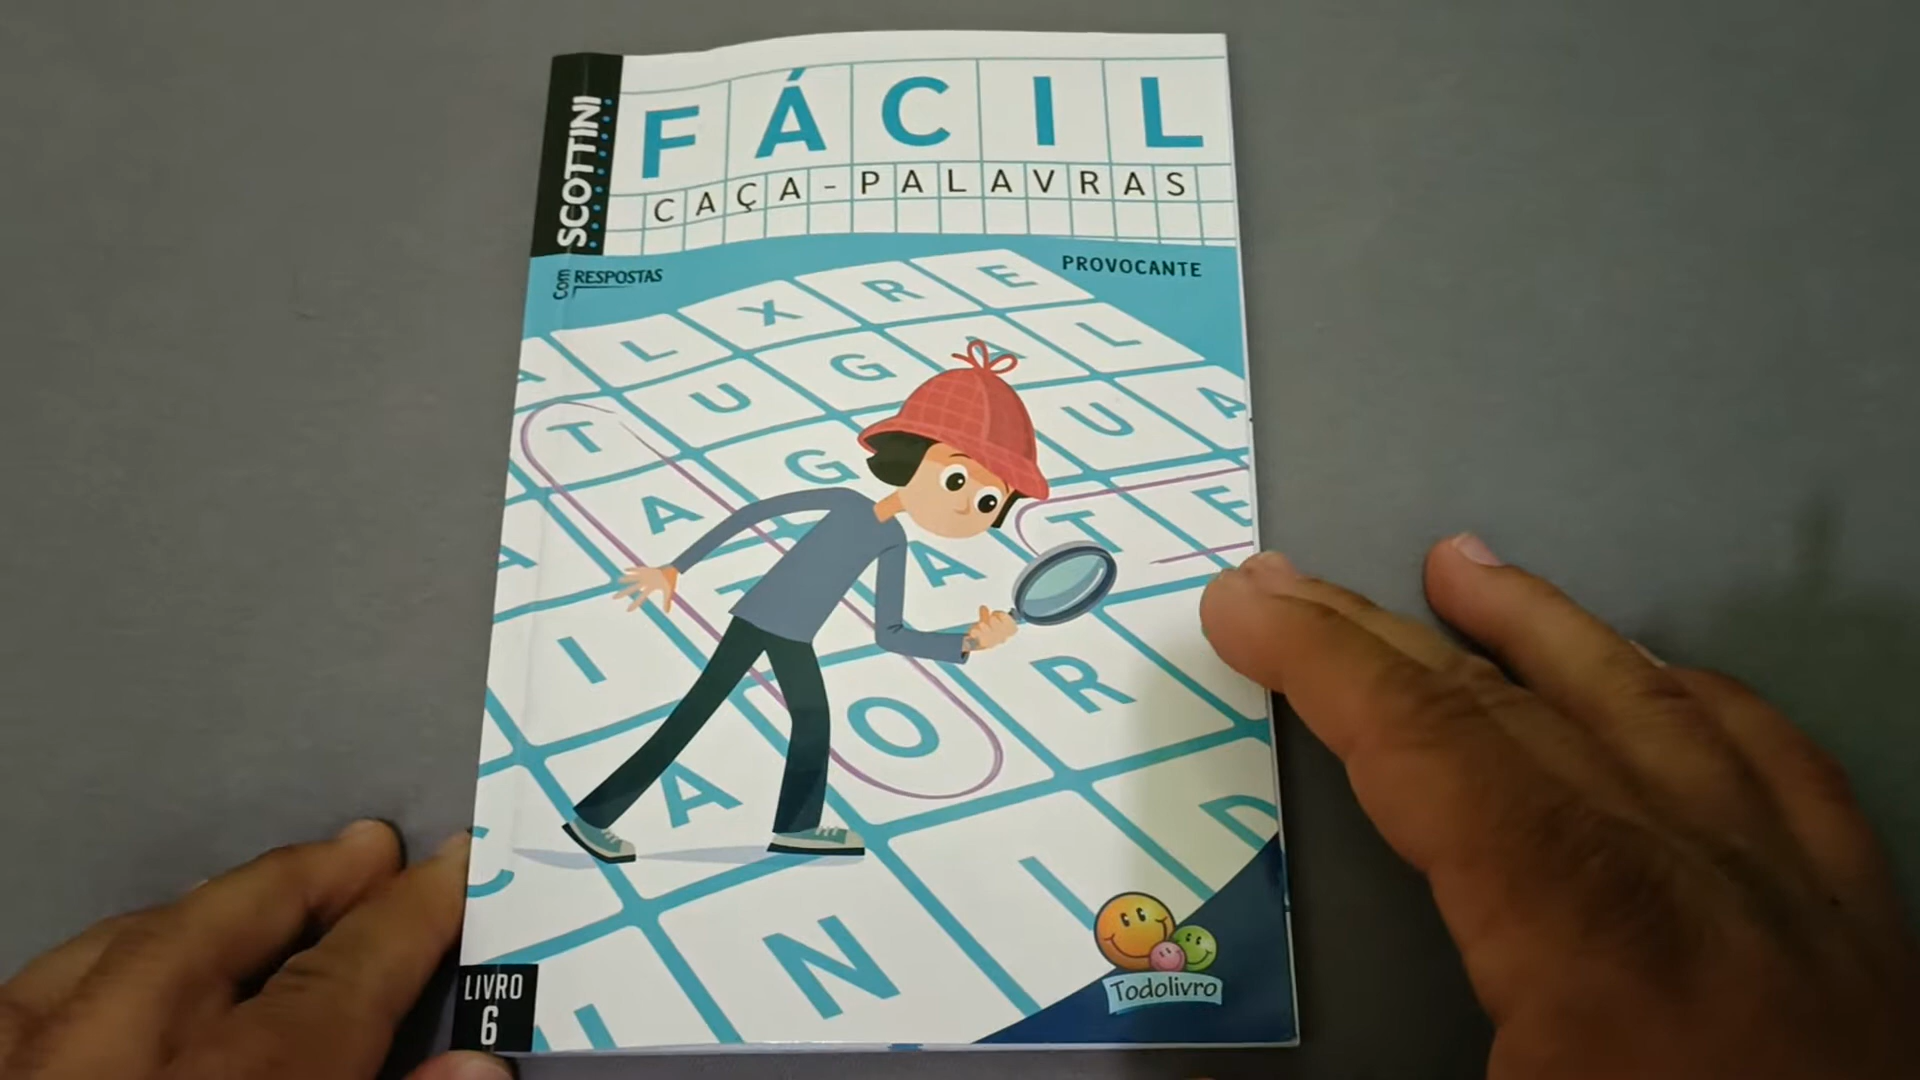 SCOTTINI
FÁCIL
CAÇA-PALAVRAS
com RESPOSTAS
PROVOCANTE
A L X R E
T U G A L
A G U A
A A T E
I O R
C A I D
N
LIVRO
6
Todolivro